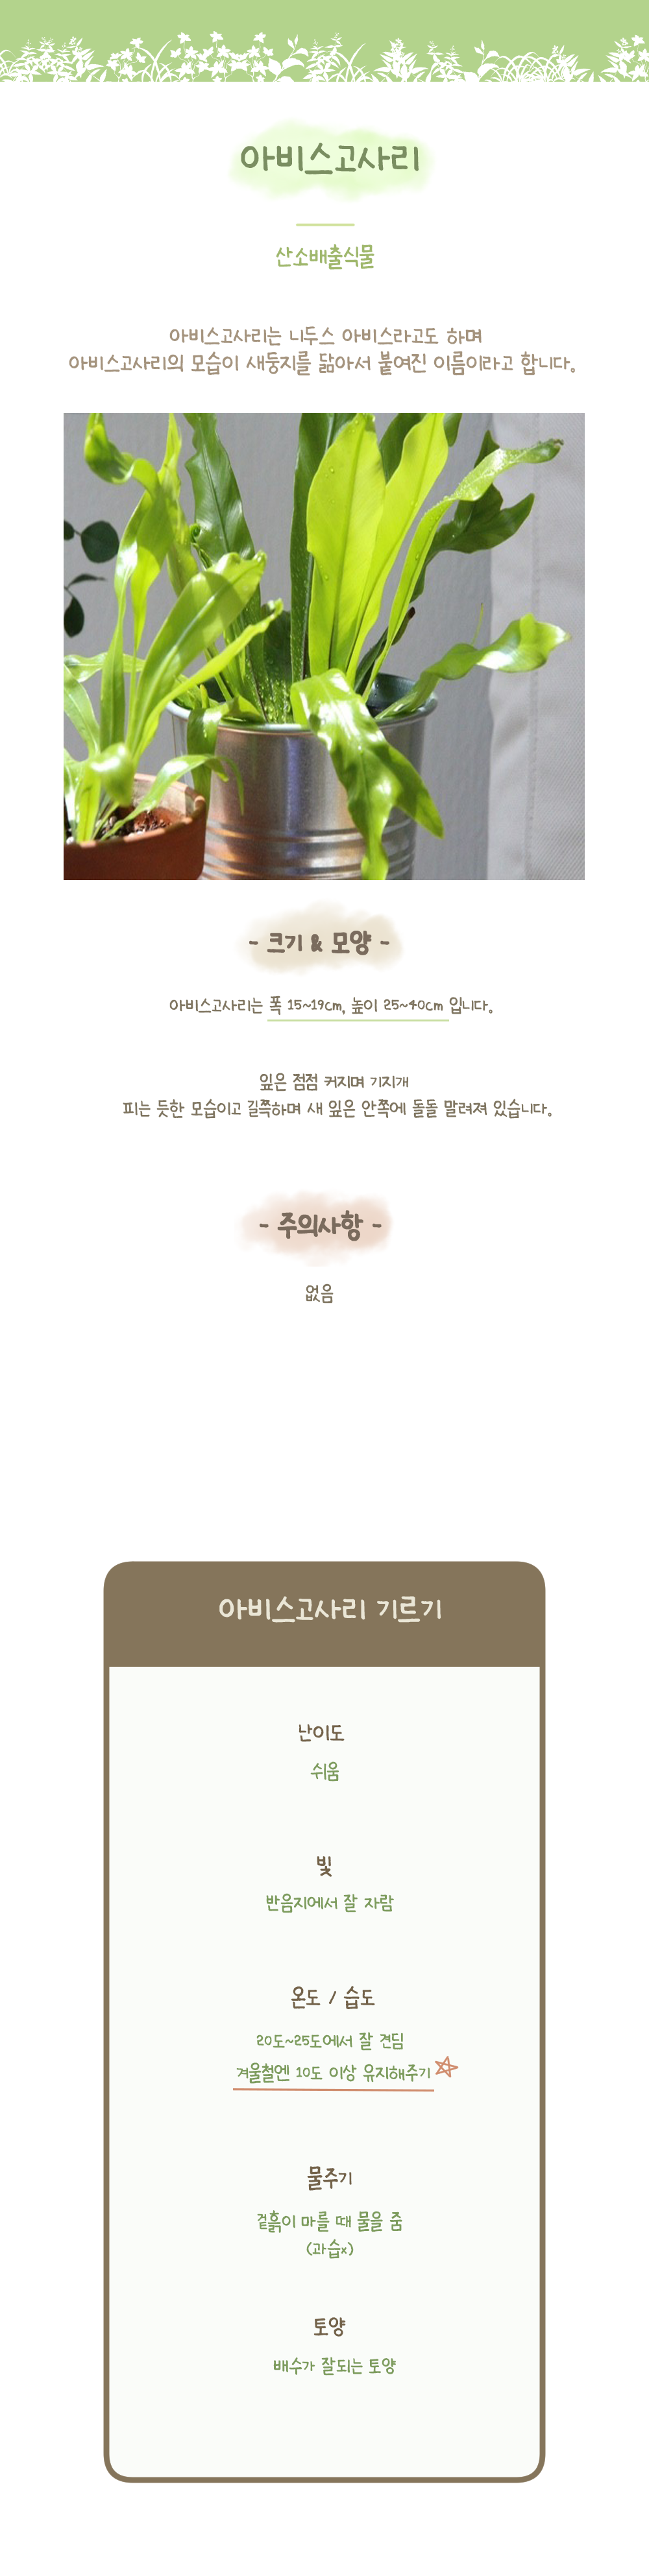 아비스고사리
산소배출식물
아비스고사리는 니두스 아비스라고도 하며
아비스고사리의 모습이 새둥지를 닮아서 붙여진 이름이라고 합니다.
- 크기 & 모양 -
아비스고사리는 폭 15~19cm, 높이 25~40cm 입니다.
잎은 점점 커지며 기지개
피는 듯한 모습이고 길쭉하며 새 잎은 안쪽에 돌돌 말려져 있습니다.
- 주의사항 -
없음
아비스고사리 기르기
난이도
쉬움
빛
반음지에서 잘 자람
온도 / 습도
20도~25도에서 잘 견딤
겨울철엔 10도 이상 유지해주기
물주기
겉흙이 마를 때 물을 줌
(과습x)
토양
배수가 잘되는 토양